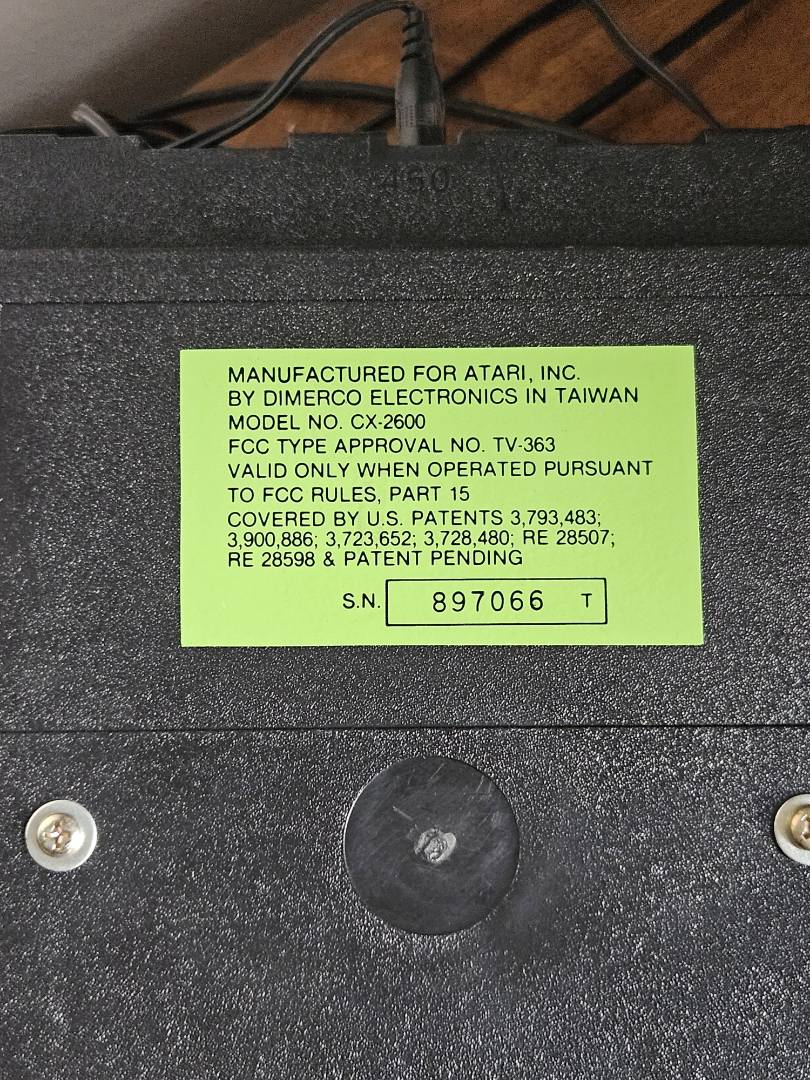 MANUFACTURED FOR ATARI, INC.
BY DIMERCO ELECTRONICS IN TAIWAN
MODEL NO. CX-2600
FCC TYPE APPROVAL NO. TV-363
VALID ONLY WHEN OPERATED PURSUANT
TO FCC RULES, PART 15
COVERED BY U.S. PATENTS 3,793,483;
3,900,886; 3,723,652; 3,728,480; RE 28507;
RE 28598 & PATENT PENDING
S.N. 897066 T